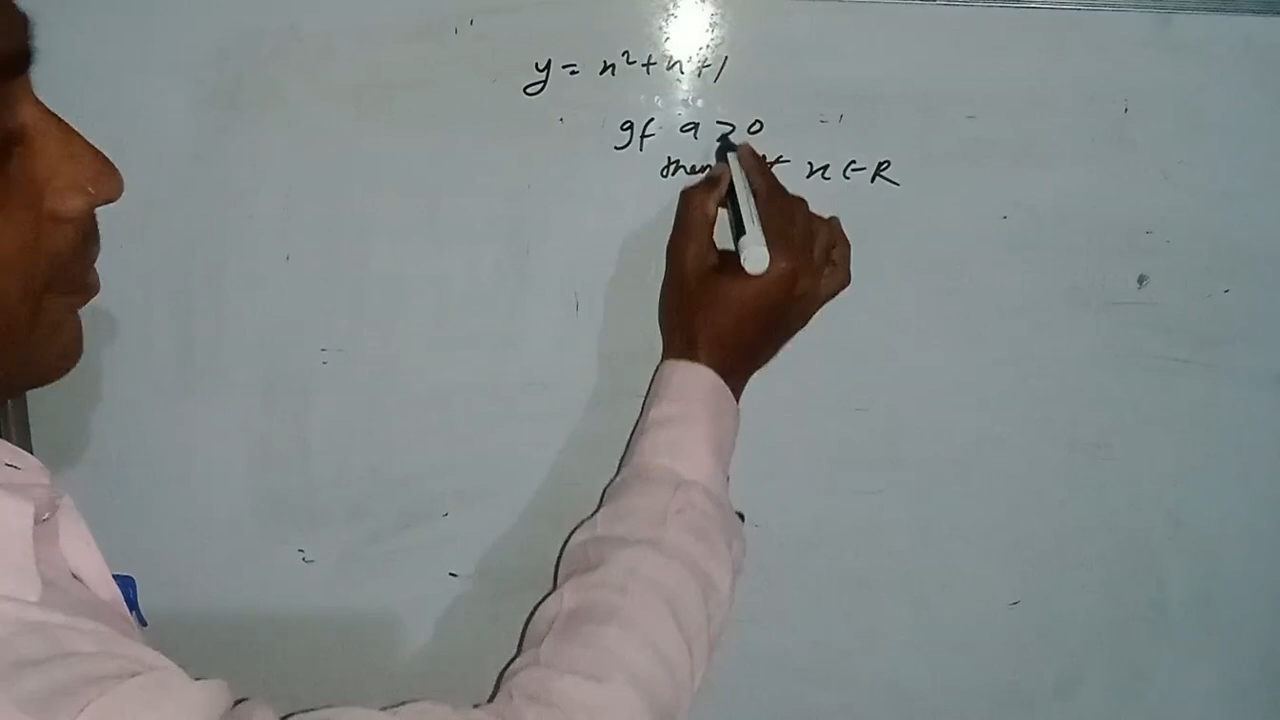 y = x² + x + 1
If a > 0
then x ∈ R